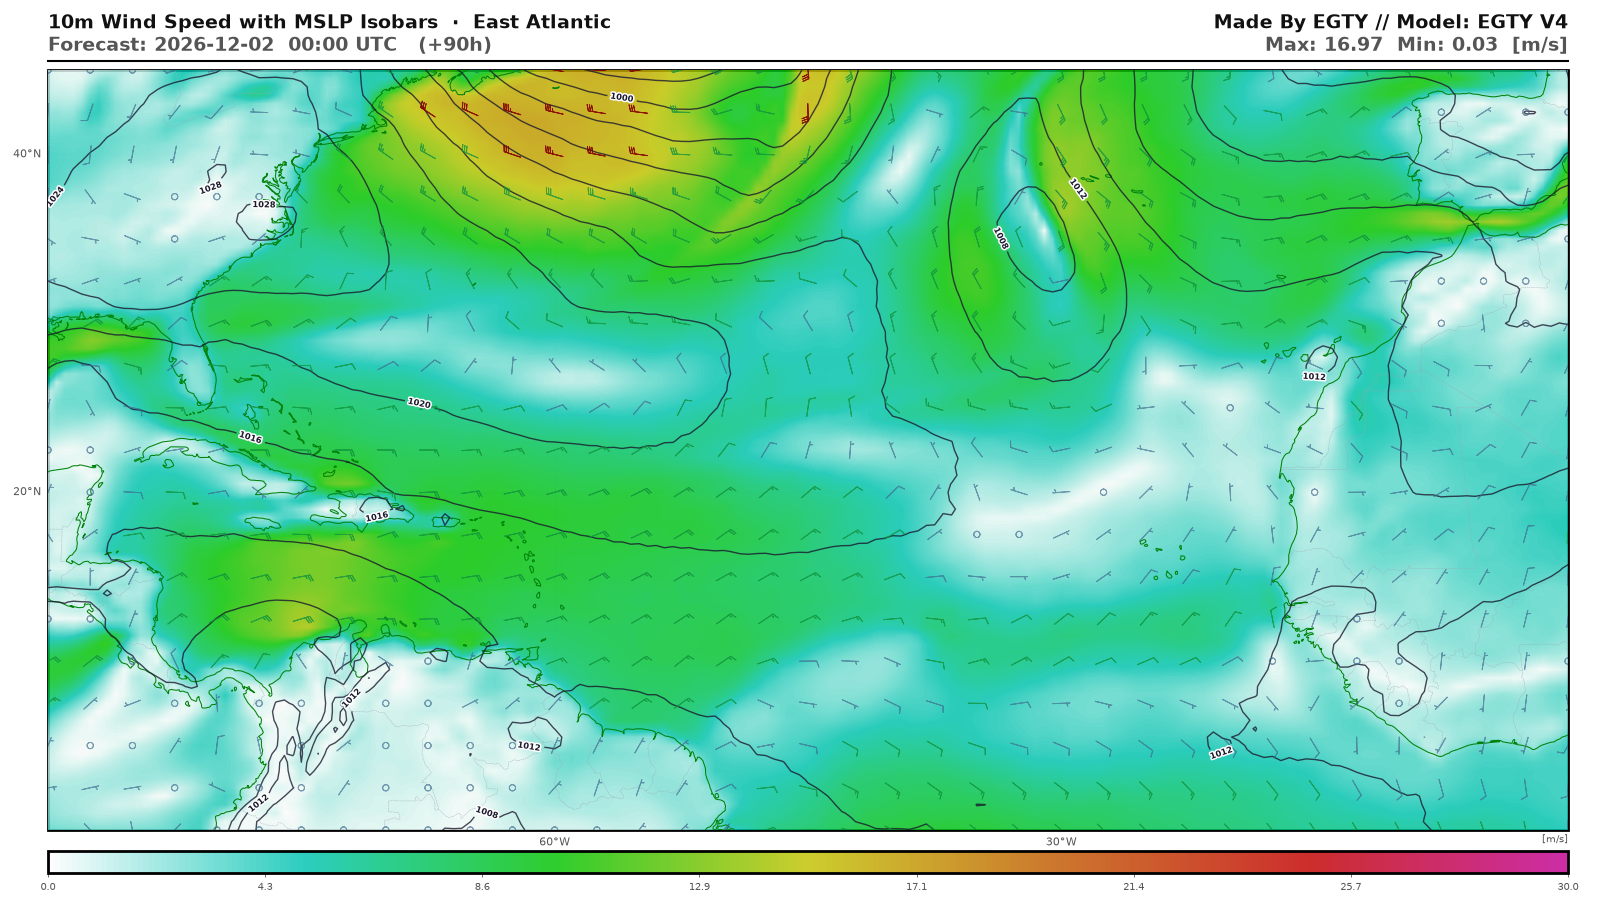 10m Wind Speed with MSLP Isobars · East Atlantic
Made By EGTY // Model: EGTY V4
Forecast: 2026-12-02 00:00 UTC (+90h)
Max: 16.97 Min: 0.03 [m/s]
1000
40°N
1028
1024
1012
1028
1008
1012
1020
1016
20°N
1016
1012
1012
1012
1012
1008
60°W
30°W
[m/s]
0.0
4.3
8.6
12.9
17.1
21.4
25.7
30.0